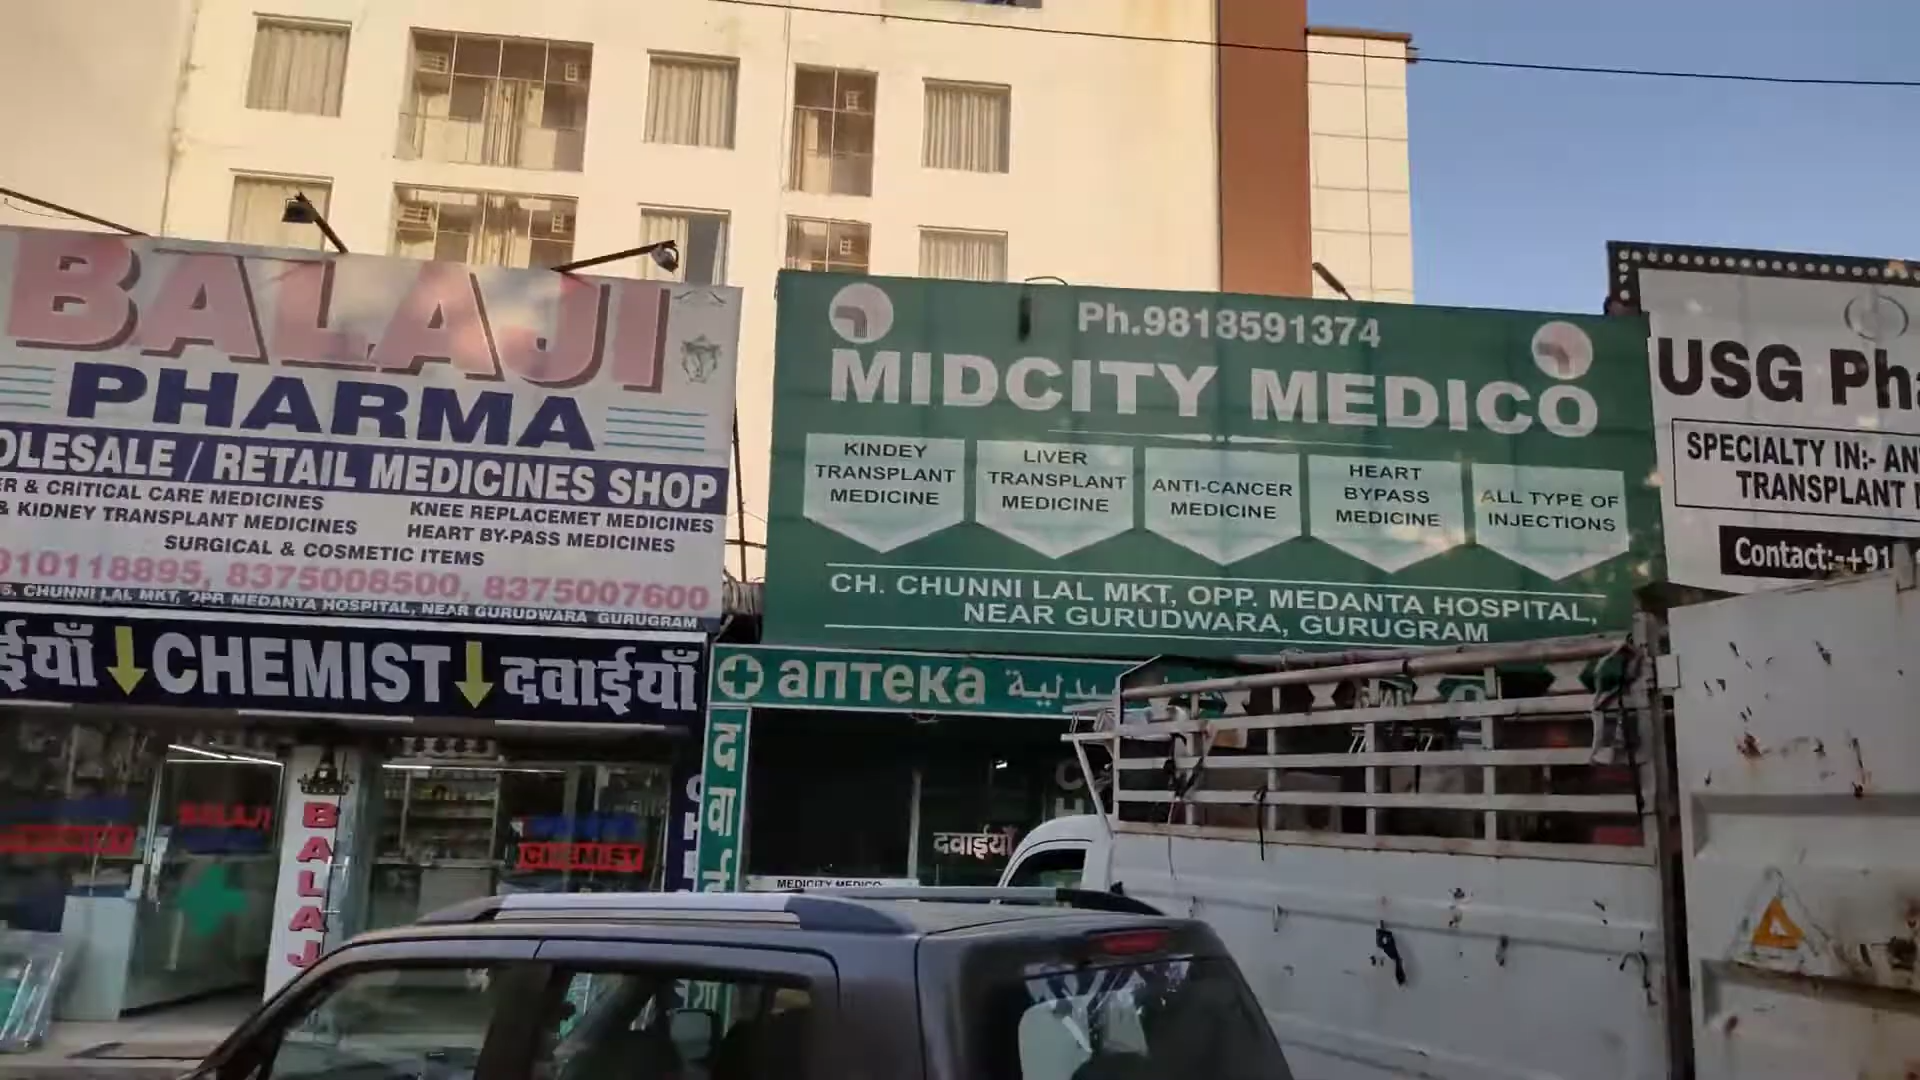 BALAJI
PHARMA
OLESALE / RETAIL MEDICINES SHOP
ER & CRITICAL CARE MEDICINES
& KIDNEY TRANSPLANT MEDICINES
KNEE REPLACEMET MEDICINES
HEART BY-PASS MEDICINES
SURGICAL & COSMETIC ITEMS
010118895, 8375008500, 8375007600
S. CHUNNI LAL MKT, OPP. MEDANTA HOSPITAL, NEAR GURUDWARA GURUGRAM
ईयाँ CHEMIST दवाईयाँ
BALAJI
CHEMIST
BALAJ
Ph.9818591374
MIDCITY MEDICO
KINDEY
TRANSPLANT
MEDICINE
LIVER
TRANSPLANT
MEDICINE
ANTI-CANCER
MEDICINE
HEART
BYPASS
MEDICINE
ALL TYPE OF
INJECTIONS
CH. CHUNNI LAL MKT, OPP. MEDANTA HOSPITAL,
NEAR GURUDWARA, GURUGRAM
аптека
दवाई
दवाईयाँ
MEDICITY MEDICO
USG Pha
SPECIALTY IN:- AN
TRANSPLANT
Contact:-+91